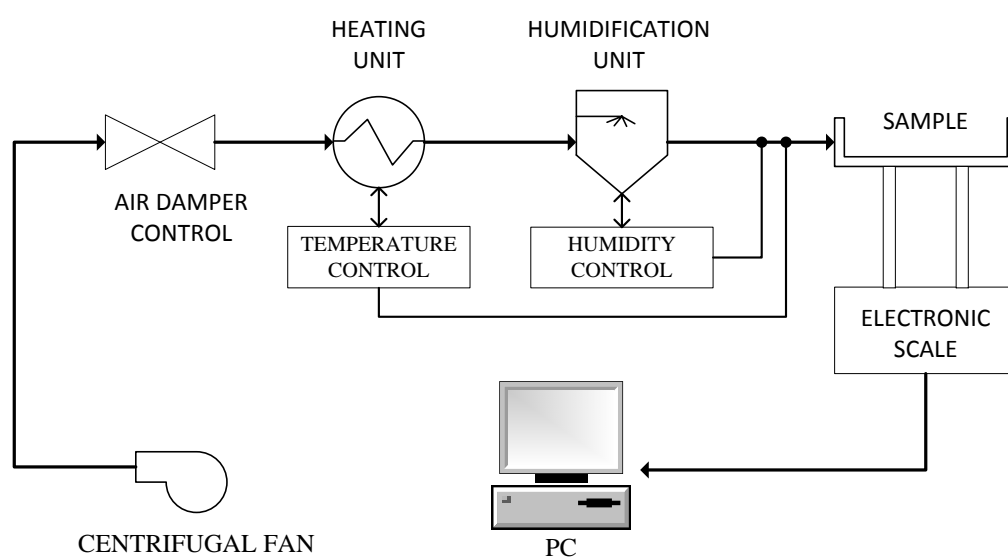 HEATING
UNIT
HUMIDIFICATION
UNIT
SAMPLE
AIR DAMPER
CONTROL
TEMPERATURE
CONTROL
HUMIDITY
CONTROL
ELECTRONIC
SCALE
CENTRIFUGAL FAN
PC